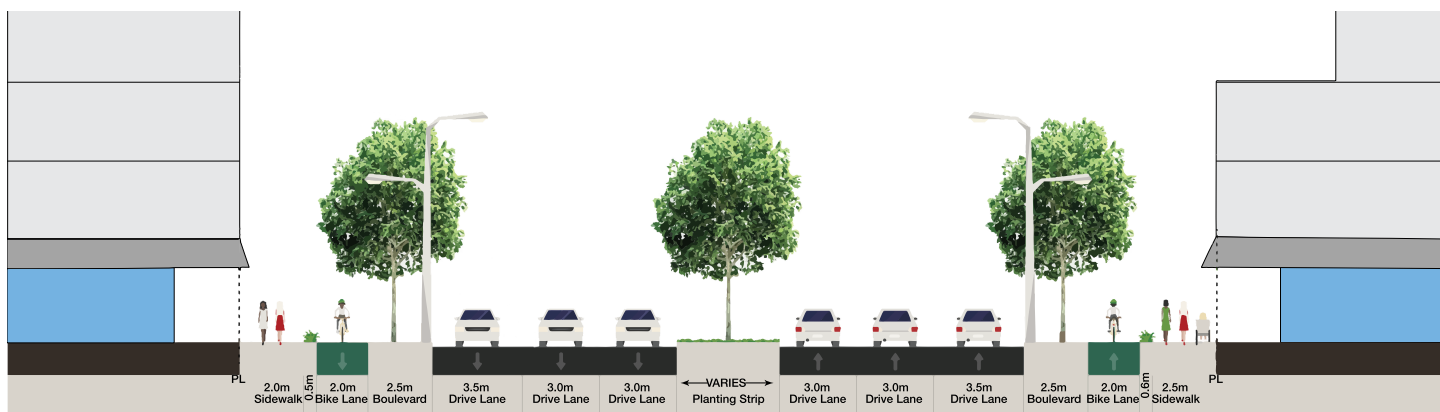 PL
2.0m
Sidewalk
0.5m
2.0m
Bike Lane
2.5m
Boulevard
3.5m
Drive Lane
3.0m
Drive Lane
3.0m
Drive Lane
VARIES
Planting Strip
3.0m
Drive Lane
3.0m
Drive Lane
3.5m
Drive Lane
2.5m
Boulevard
2.0m
Bike Lane
0.6m
2.5m
Sidewalk
PL